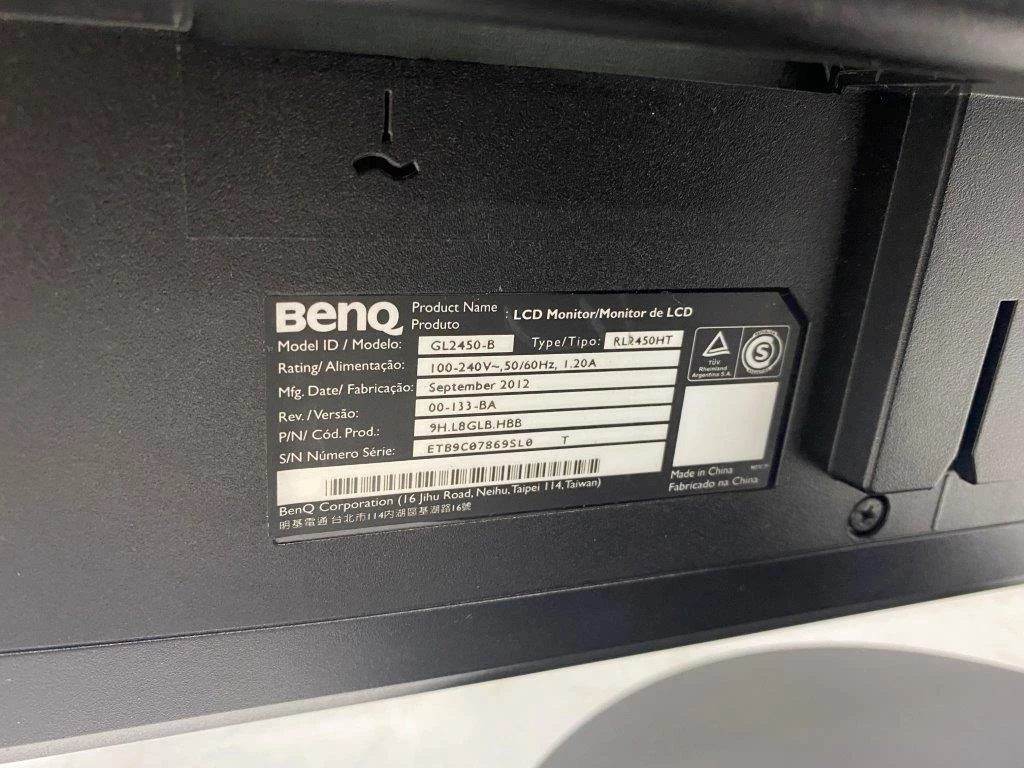 BenQ
Product Name : LCD Monitor/Monitor de LCD
Produto
Model ID / Modelo: GL2450-B Type/Tipo: RL2450HT
Rating/ Alimentação: 100-240V~,50/60Hz, 1.20A
Mfg. Date/ Fabricação: September 2012
Rev. /Versão: 00-133-BA
P/N/ Cód. Prod.: 9H.L8GLB.HBB
S/N Número Série: ETB9C07869SL0 T
BenQ Corporation (16 Jihu Road, Neihu, Taipei 114, Taiwan)
明基電通 台北市114內湖區基湖路16號
TÜV
Rheinland
Argentina S.A.
S
Made in China
Fabricado na China